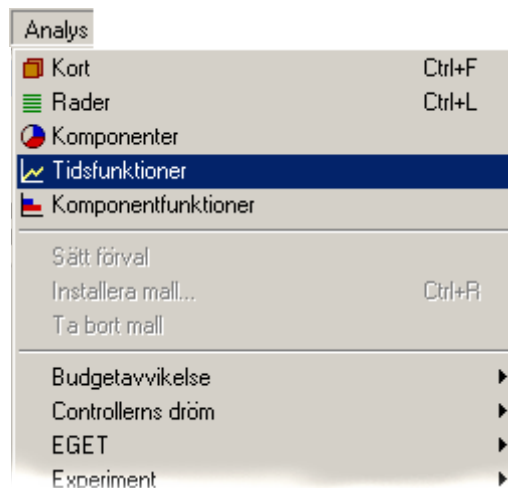 Analys
Kort Ctrl+F
Rader Ctrl+L
Komponenter
Tidsfunktioner
Komponentfunktioner
Sätt förval
Installera mall... Ctrl+R
Ta bort mall
Budgetavvikelse
Controllerns dröm
EGET
Experiment